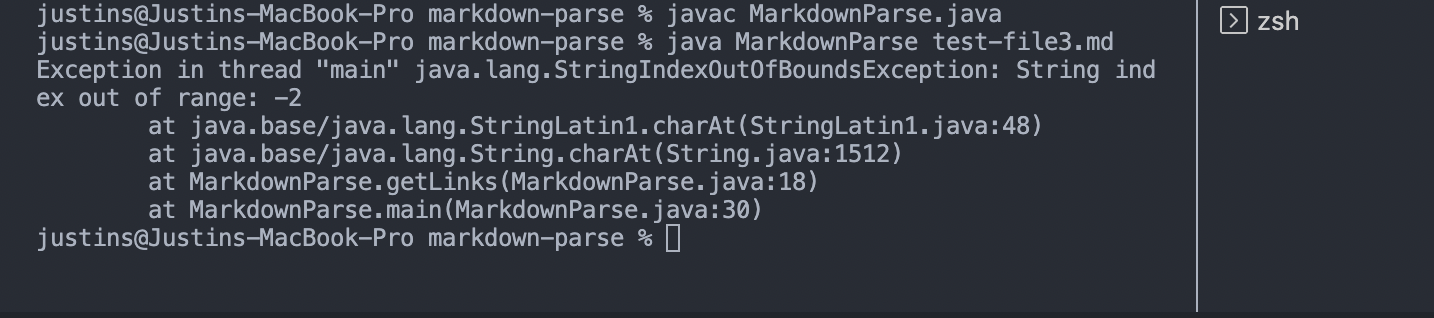 justins@Justins-MacBook-Pro markdown-parse % javac MarkdownParse.java
justins@Justins-MacBook-Pro markdown-parse % java MarkdownParse test-file3.md
Exception in thread "main" java.lang.StringIndexOutOfBoundsException: String ind
ex out of range: -2
        at java.base/java.lang.StringLatin1.charAt(StringLatin1.java:48)
        at java.base/java.lang.String.charAt(String.java:1512)
        at MarkdownParse.getLinks(MarkdownParse.java:18)
        at MarkdownParse.main(MarkdownParse.java:30)
justins@Justins-MacBook-Pro markdown-parse %
zsh